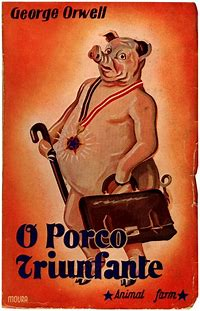 George Orwell
O Porco
Triunfante
★Animal farm★
MOURA